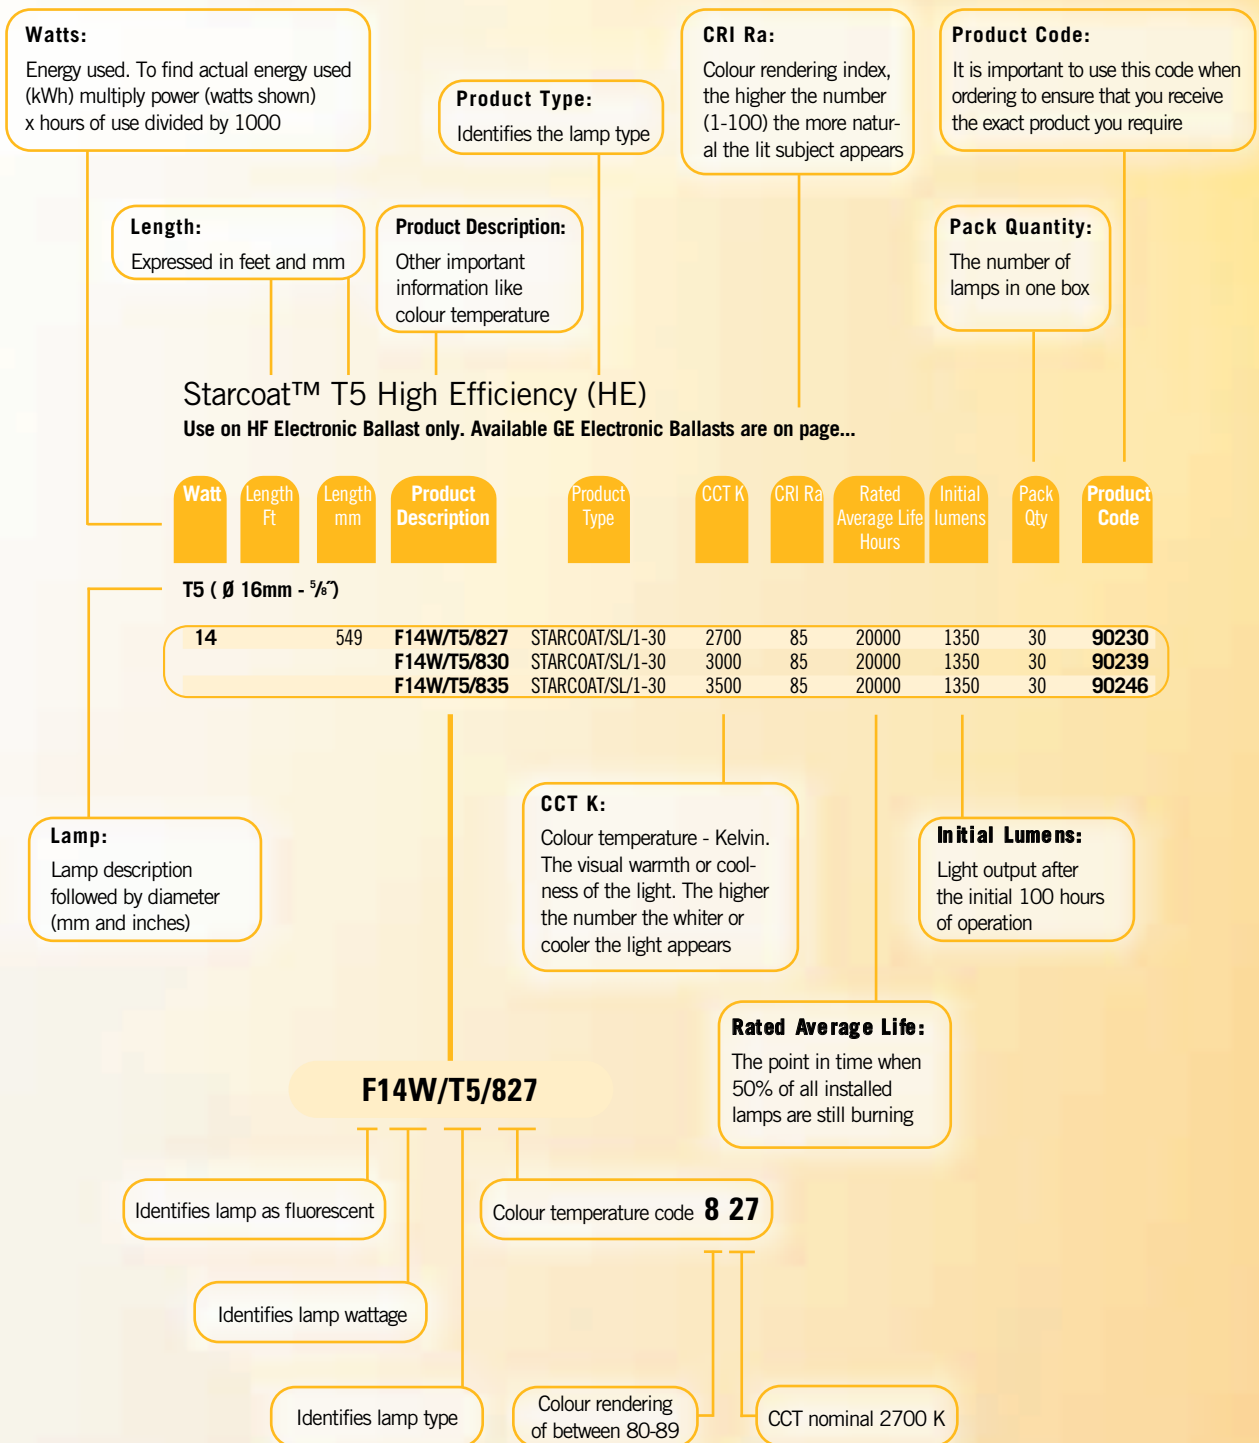 Watts:
Energy used. To find actual energy used
(kWh) multiply power (watts shown)
x hours of use divided by 1000
Product Type:
Identifies the lamp type
CRI Ra:
Colour rendering index,
the higher the number
(1-100) the more natur-
al the lit subject appears
Product Code:
It is important to use this code when
ordering to ensure that you receive
the exact product you require
Length:
Expressed in feet and mm
Product Description:
Other important
information like
colour temperature
Pack Quantity:
The number of
lamps in one box
Starcoat™ T5 High Efficiency (HE)
Use on HF Electronic Ballast only. Available GE Electronic Ballasts are on page...
Watt
Length
Ft
Length
mm
Product
Description
Product
Type
CCT K
CRI Ra
Rated
Average Life
Hours
Initial
lumens
Pack
Qty
Product
Code
T5 ( Ø 16mm - 5/8˝)
14 549 F14W/T5/827 STARCOAT/SL/1-30 2700 85 20000 1350 30 90230
F14W/T5/830 STARCOAT/SL/1-30 3000 85 20000 1350 30 90239
F14W/T5/835 STARCOAT/SL/1-30 3500 85 20000 1350 30 90246
Lamp:
Lamp description
followed by diameter
(mm and inches)
CCT K:
Colour temperature - Kelvin.
The visual warmth or cool-
ness of the light. The higher
the number the whiter or
cooler the light appears
Initial Lumens:
Light output after
the initial 100 hours
of operation
Rated Average Life:
The point in time when
50% of all installed
lamps are still burning
F14W/T5/827
Identifies lamp as fluorescent
Colour temperature code 8 27
Identifies lamp wattage
Identifies lamp type
Colour rendering
of between 80-89
CCT nominal 2700 K